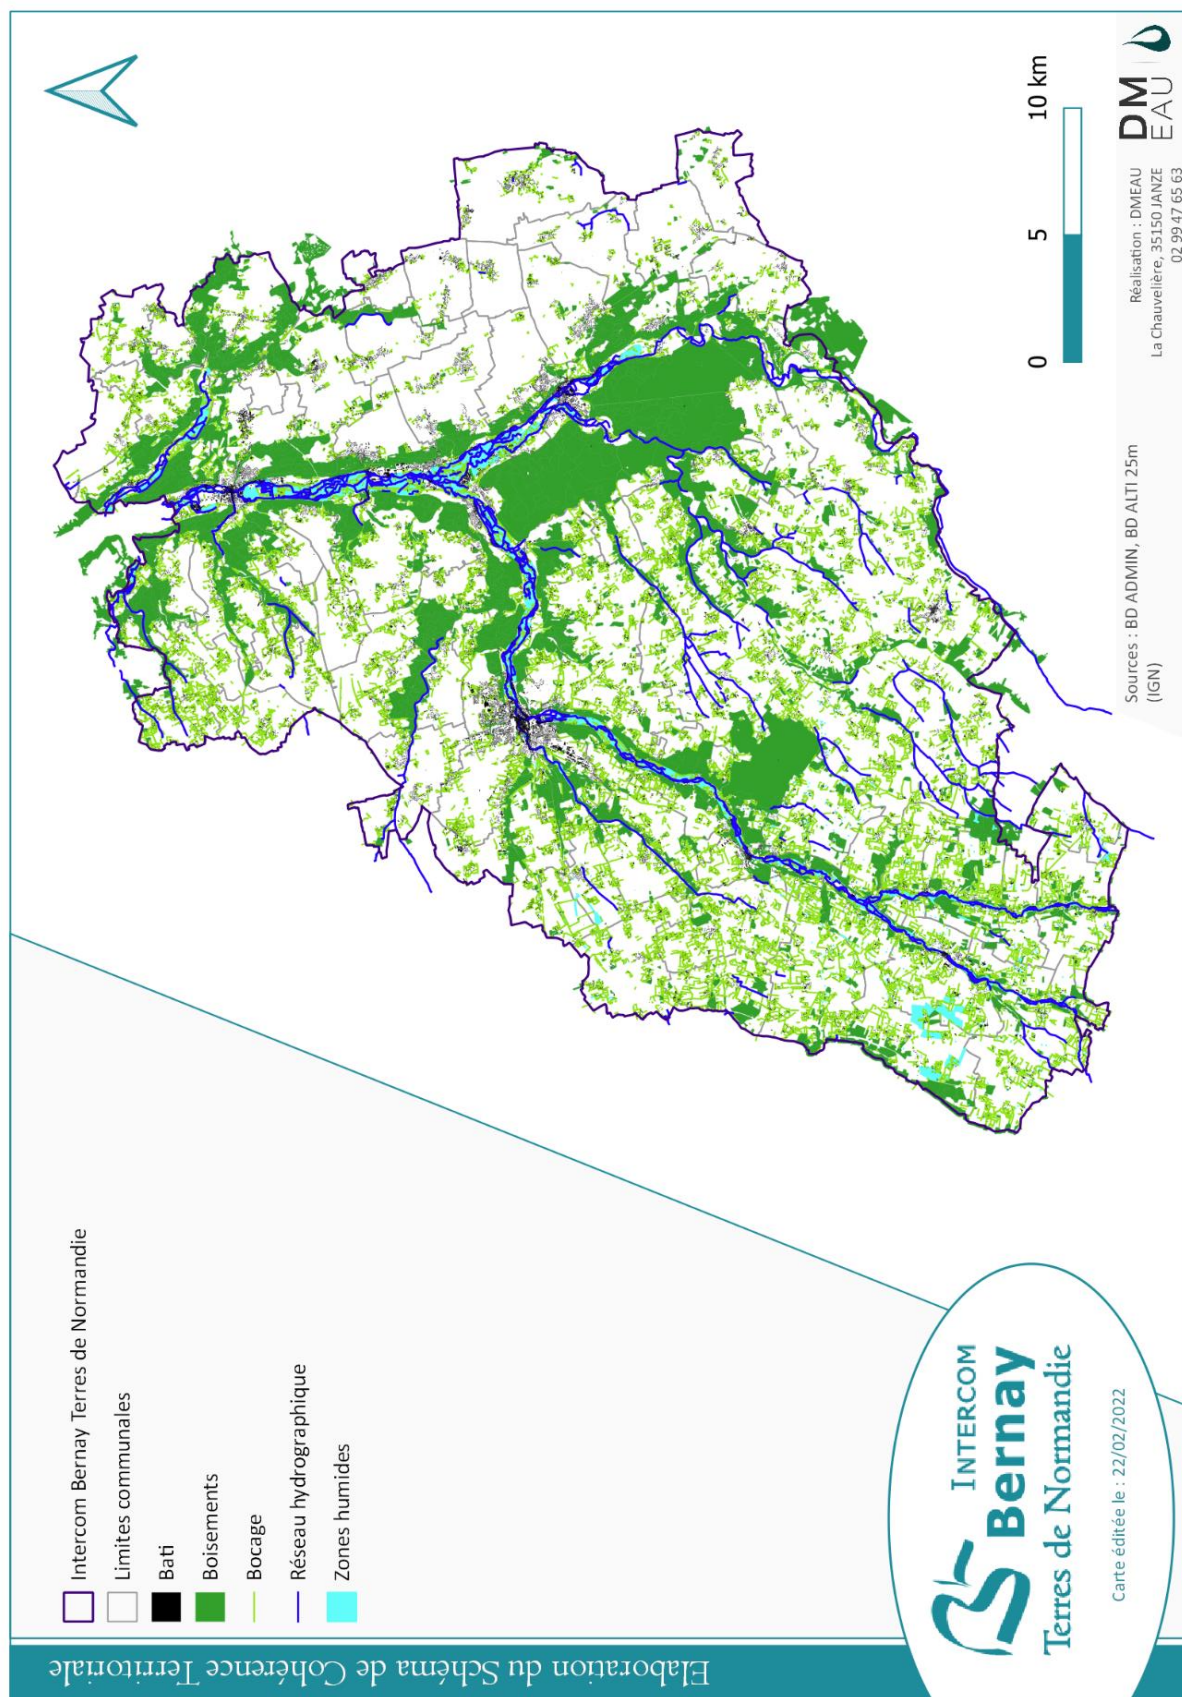 Elaboration du Schéma de Cohérence Territoriale
Intercom Bernay Terres de Normandie
Limites communales
Bati
Boisements
Bocage
Réseau hydrographique
Zones humides
INTERCOM
Bernay
Terres de Normandie
Carte éditée le : 22/02/2022
0 5 10 km
Sources : BD ADMIN, BD ALTI 25m
(IGN)
Réalisation : DMEAU
La Chauvelière, 35150 JANZE
02 99 47 65 63
DM
EAU